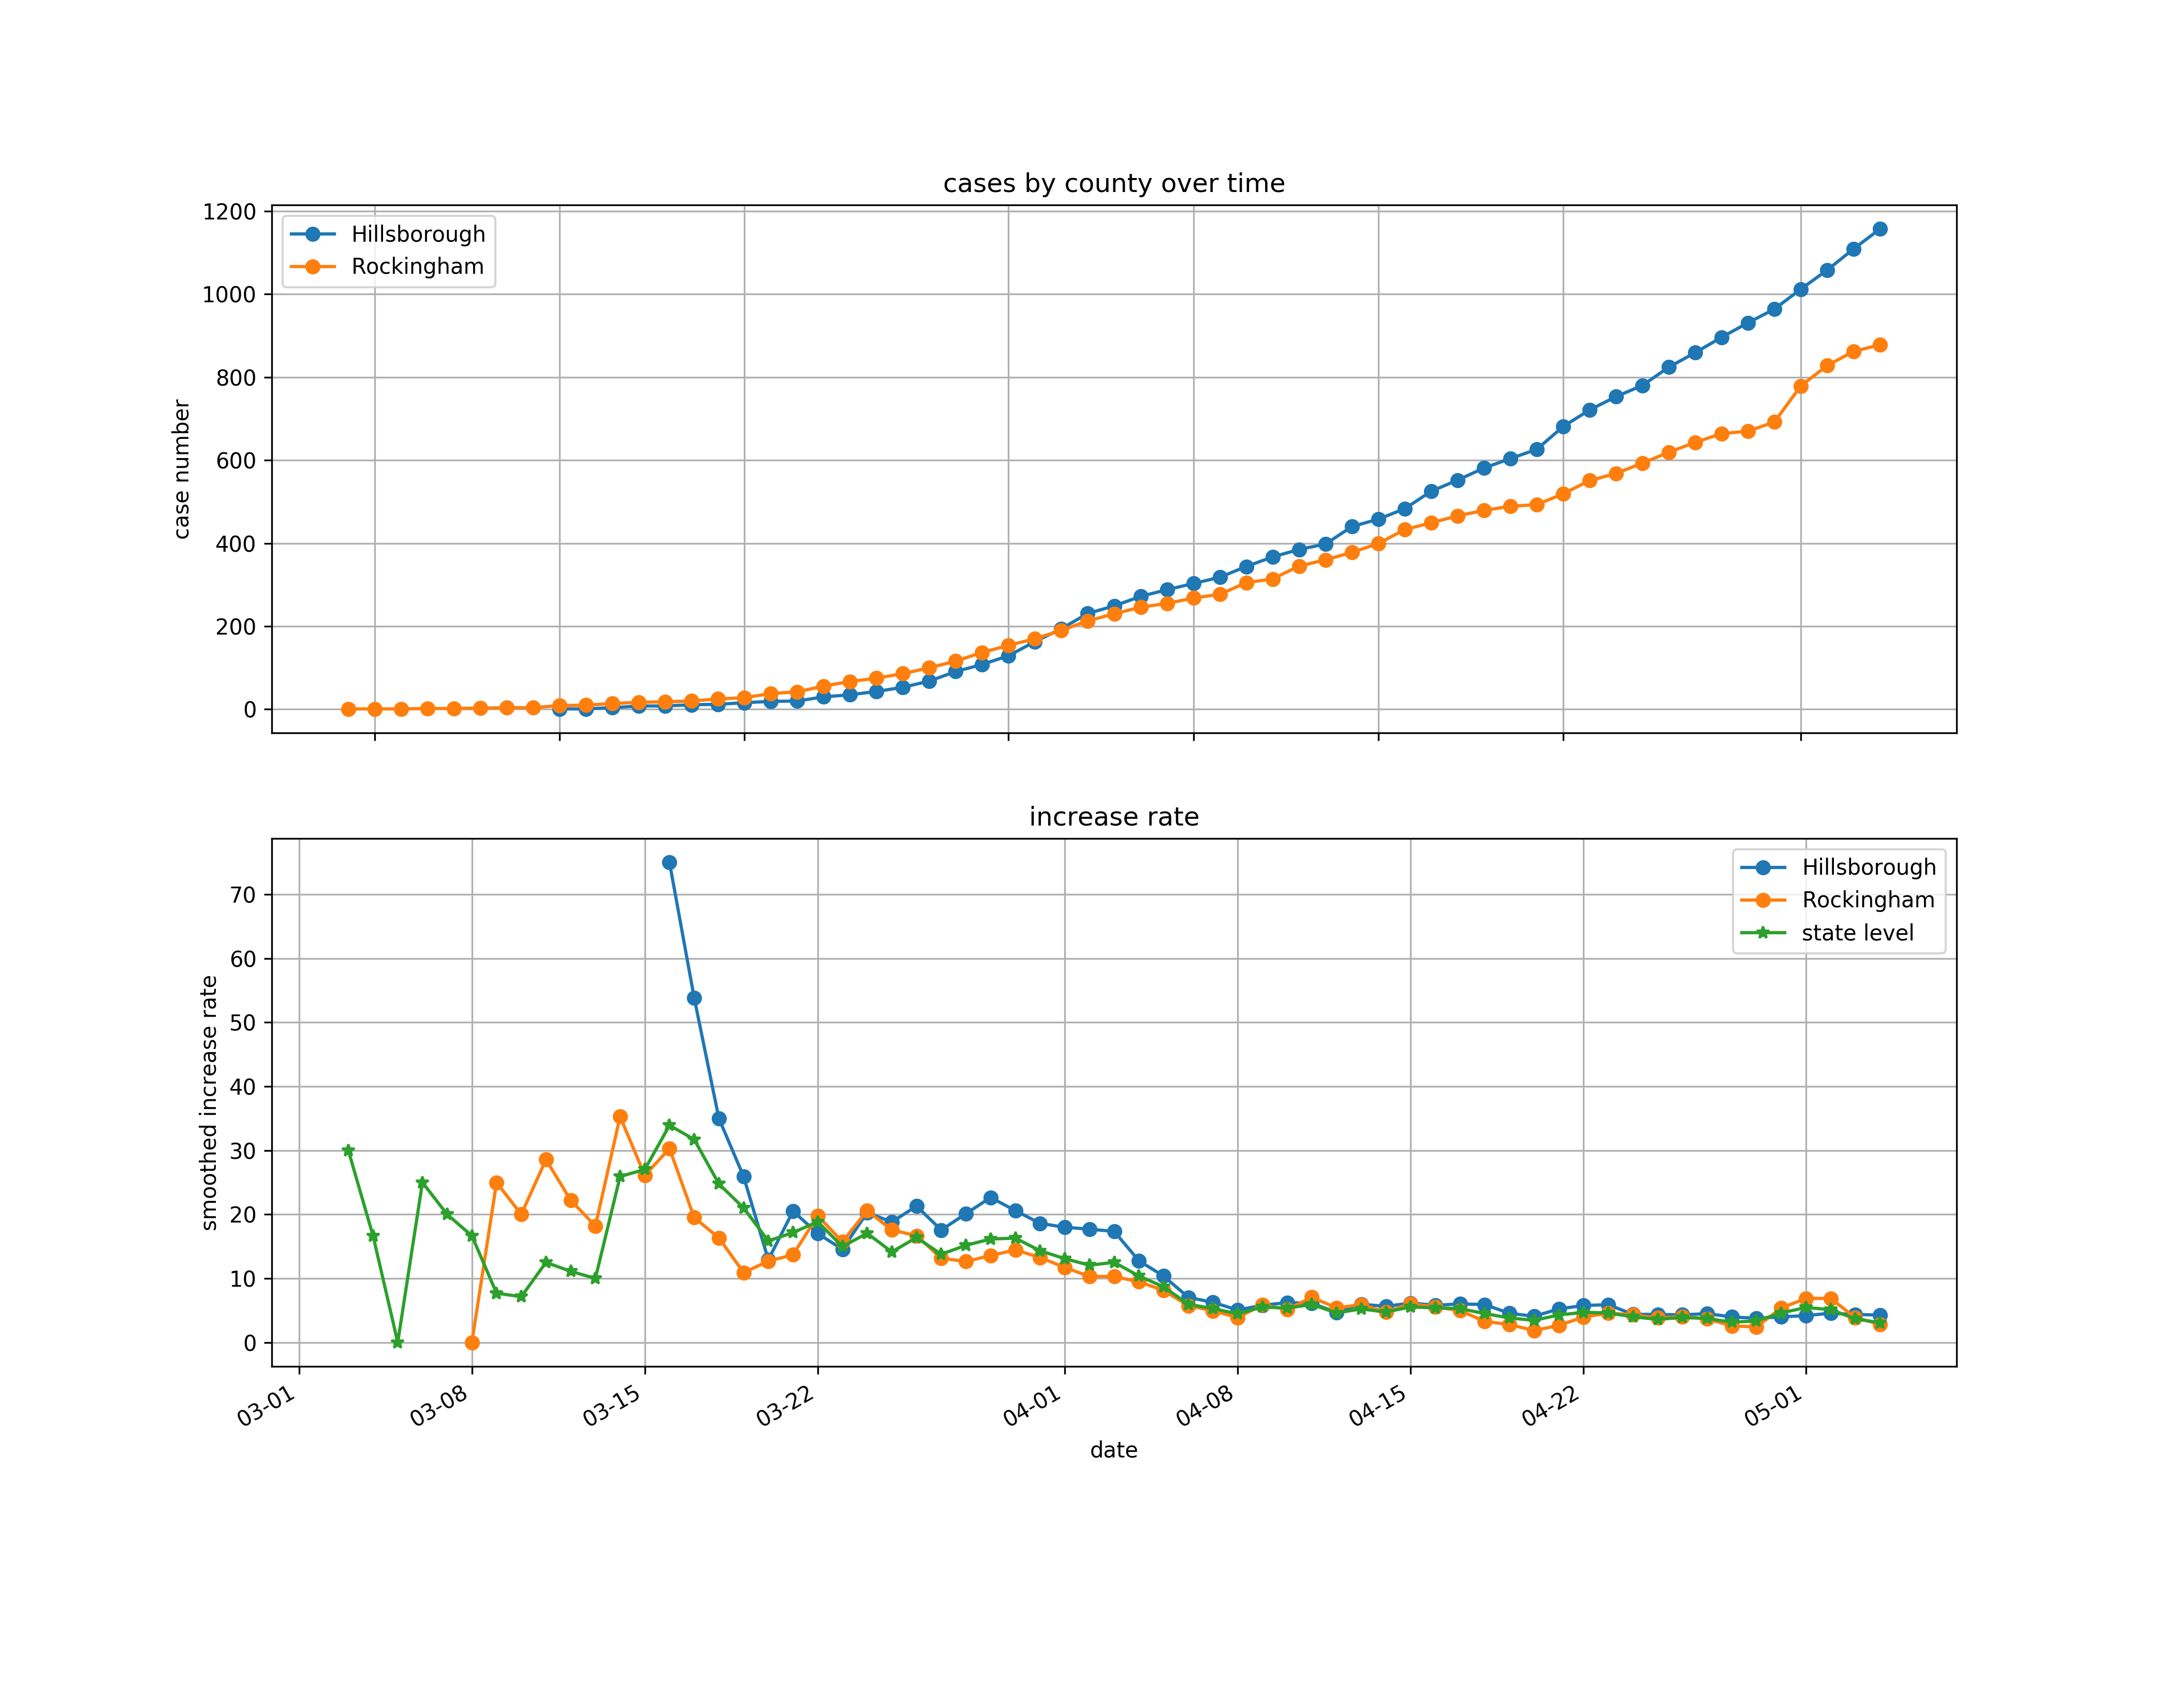 cases by county over time
1200
1000
800
600
400
200
0
case number
Hillsborough
Rockingham
increase rate
70
60
50
40
30
20
10
0
smoothed increase rate
Hillsborough
Rockingham
state level
03-01
03-08
03-15
03-22
04-01
04-08
04-15
04-22
05-01
date